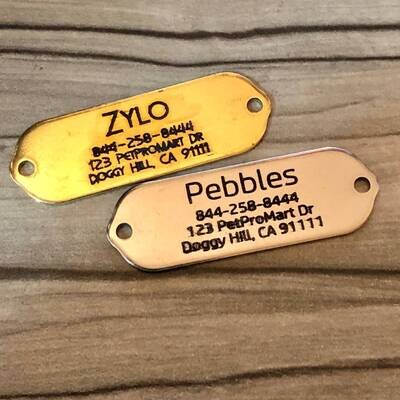 ZYLO
844-258-8444
123 PETPROMART DR
DOGGY HILL, CA 91111
Pebbles
844-258-8444
123 PetProMart Dr
Doggy Hill, CA 91111